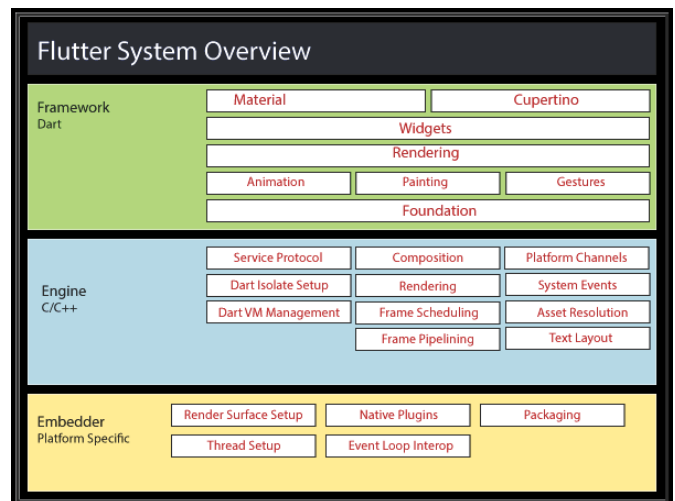 Flutter System Overview
Framework
Dart
Material Cupertino
Widgets
Rendering
Animation Painting Gestures
Foundation
Engine
C/C++
Service Protocol Composition Platform Channels
Dart Isolate Setup Rendering System Events
Dart VM Management Frame Scheduling Asset Resolution
Frame Pipelining Text Layout
Embedder
Platform Specific
Render Surface Setup Native Plugins Packaging
Thread Setup Event Loop Interop